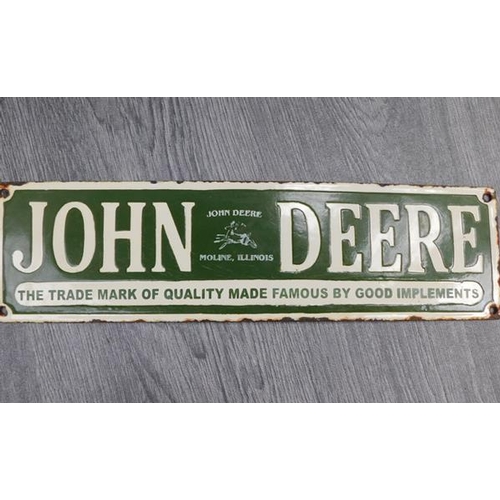 JOHN DEERE
JOHN DEERE
MOLINE, ILLINOIS
THE TRADE MARK OF QUALITY MADE FAMOUS BY GOOD IMPLEMENTS